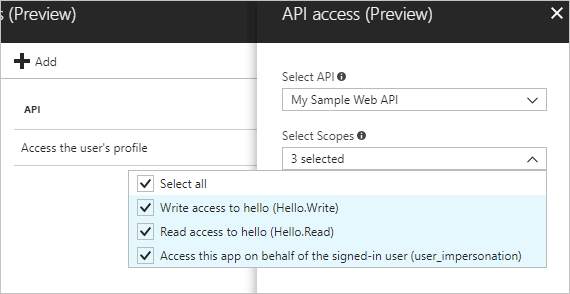 s (Preview)
API access (Preview)
Add
Select API
My Sample Web API
API
Select Scopes
Access the user's profile
3 selected
Select all
Write access to hello (Hello.Write)
Read access to hello (Hello.Read)
Access this app on behalf of the signed-in user (user_impersonation)